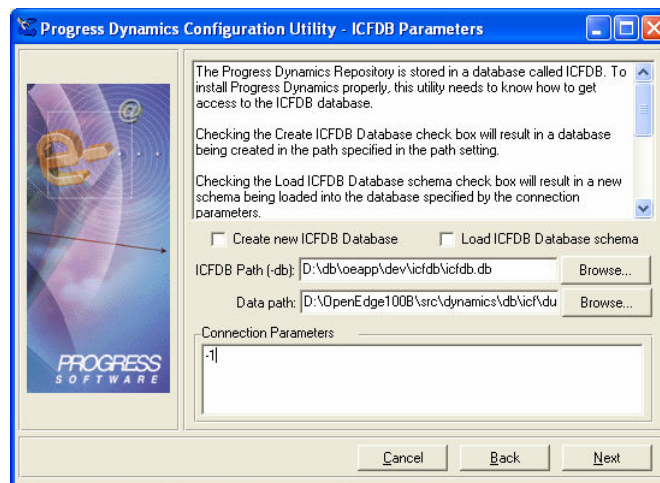 Progress Dynamics Configuration Utility - ICFDB Parameters
The Progress Dynamics Repository is stored in a database called ICFDB. To
install Progress Dynamics properly, this utility needs to know how to get
access to the ICFDB database.
Checking the Create ICFDB Database check box will result in a database
being created in the path specified in the path setting.
Checking the Load ICFDB Database schema check box will result in a new
schema being loaded into the database specified by the connection
parameters.
Create new ICFDB Database
Load ICFDB Database schema
ICFDB Path (-db): D:\db\oeapp\dev\icfdb\icfdb.db Browse...
Data path: D:\OpenEdge100B\src\dynamics\db\icf\du Browse...
Connection Parameters
-1
@
e-
PROGRESS
SOFTWARE
Cancel Back Next